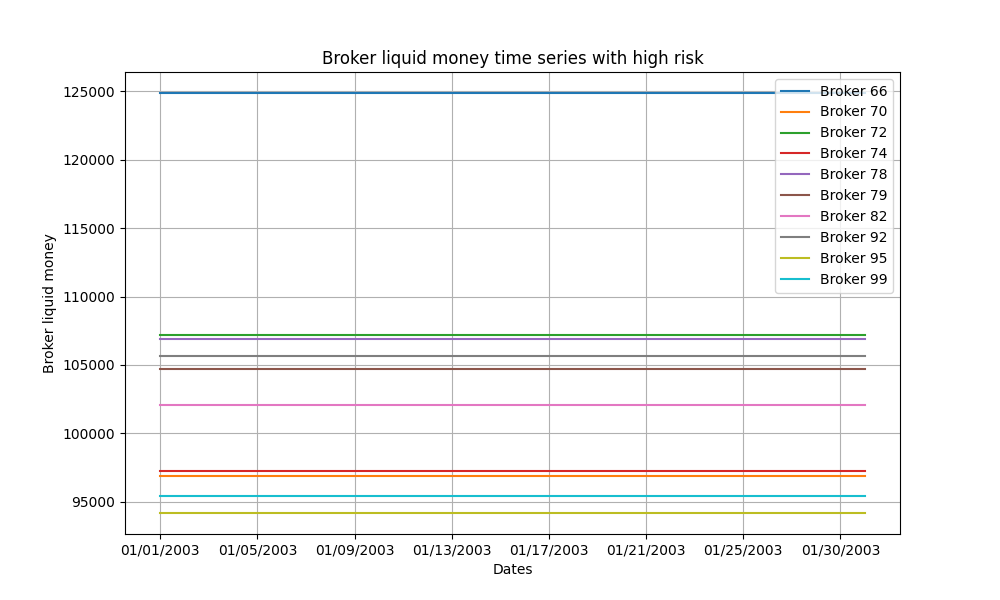 Broker liquid money time series with high risk
Broker liquid money
125000
120000
115000
110000
105000
100000
95000
Broker 66
Broker 70
Broker 72
Broker 74
Broker 78
Broker 79
Broker 82
Broker 92
Broker 95
Broker 99
01/01/2003 01/05/2003 01/09/2003 01/13/2003 01/17/2003 01/21/2003 01/25/2003 01/30/2003
Dates